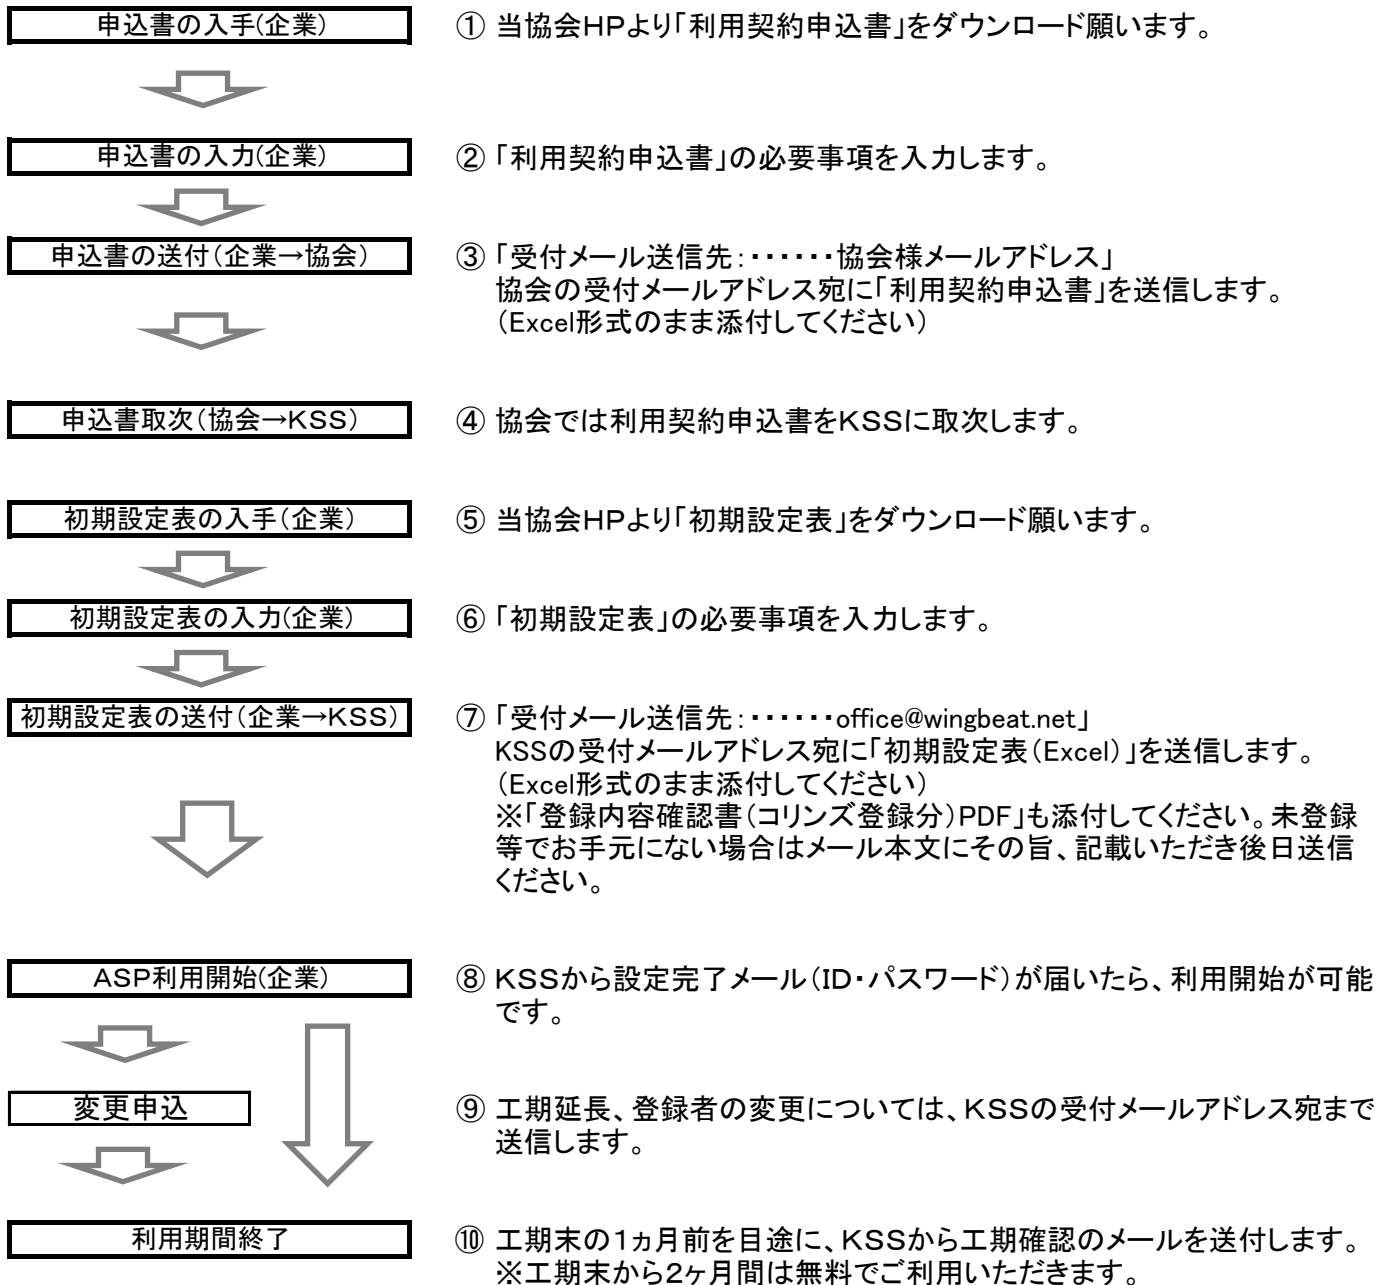 申込書の入手(企業)
① 当協会HPより「利用契約申込書」をダウンロード願います。
申込書の入力(企業)
②「利用契約申込書」の必要事項を入力します。
申込書の送付(企業→協会)
③「受付メール送信先:・・・・・・協会様メールアドレス」
協会の受付メールアドレス宛に「利用契約申込書」を送信します。
(Excel形式のまま添付してください)
申込書取次(協会→KSS)
④ 協会では利用契約申込書をKSSに取次します。
初期設定表の入手(企業)
⑤ 当協会HPより「初期設定表」をダウンロード願います。
初期設定表の入力(企業)
⑥「初期設定表」の必要事項を入力します。
初期設定表の送付(企業→KSS)
⑦「受付メール送信先:・・・・・・office@wingbeat.net」
KSSの受付メールアドレス宛に「初期設定表(Excel)」を送信します。
(Excel形式のまま添付してください)
※「登録内容確認書(コリンズ登録分)PDF」も添付してください。未登録
等でお手元にない場合はメール本文にその旨、記載いただき後日送信
ください。
ASP利用開始(企業)
⑧ KSSから設定完了メール(ID・パスワード)が届いたら、利用開始が可能
です。
変更申込
⑨ 工期延長、登録者の変更については、KSSの受付メールアドレス宛まで
送信します。
利用期間終了
⑩ 工期末の1ヵ月前を目途に、KSSから工期確認のメールを送付します。
※工期末から2ヶ月間は無料でご利用いただきます。